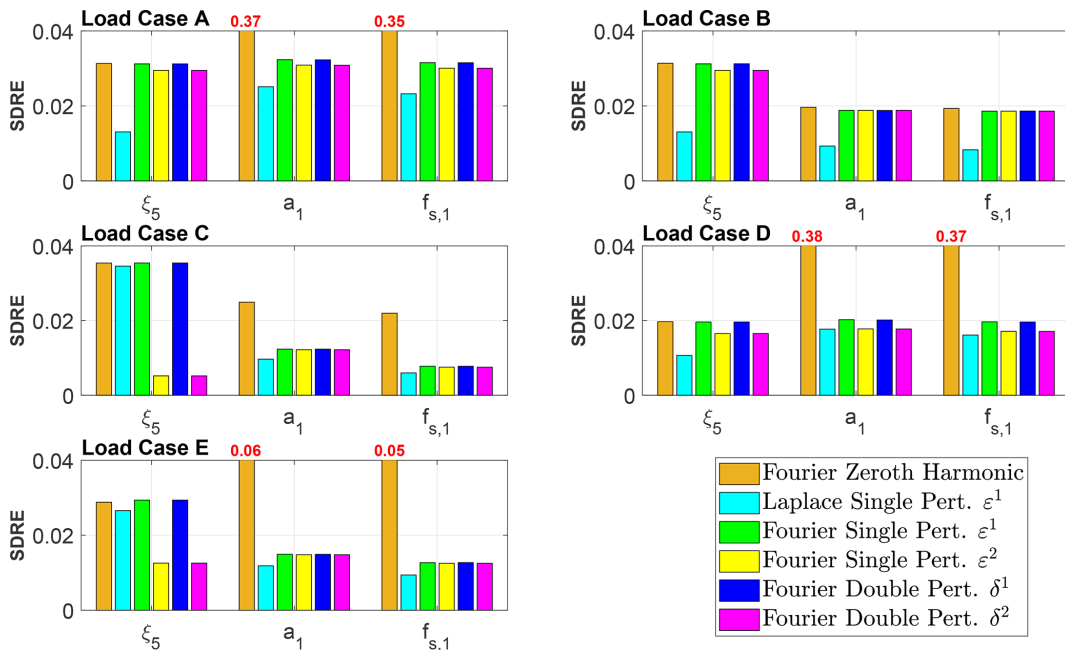 Load Case A
0.37
0.35
0.04
0.02
0
SDRE
ξ5
a1
fs,1
Load Case B
0.04
0.02
0
SDRE
ξ5
a1
fs,1
Load Case C
0.04
0.02
0
SDRE
ξ5
a1
fs,1
Load Case D
0.38
0.37
0.04
0.02
0
SDRE
ξ5
a1
fs,1
Load Case E
0.06
0.05
0.04
0.02
0
SDRE
ξ5
a1
fs,1
Fourier Zeroth Harmonic
Laplace Single Pert. ε¹
Fourier Single Pert. ε¹
Fourier Single Pert. ε²
Fourier Double Pert. δ¹
Fourier Double Pert. δ²